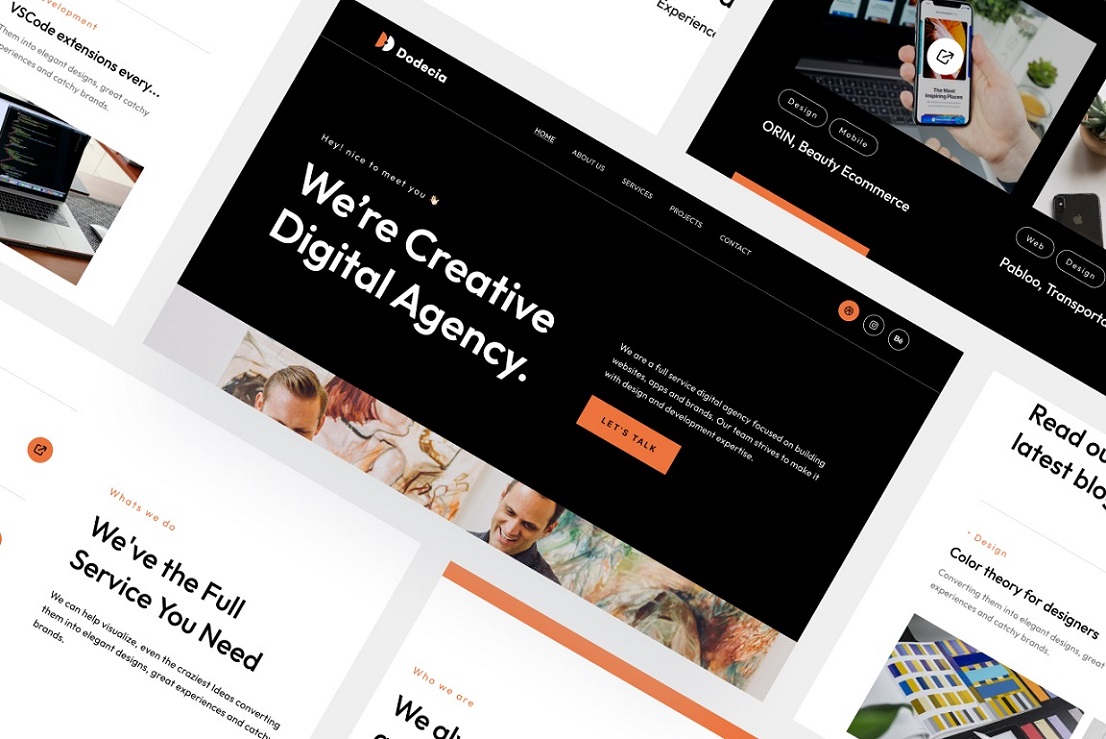 evelopment
VSCode extensions every...
Them into elegant designs, great
periences and catchy brands.
Experience,
Dodecia
HOME
ABOUT US
SERVICES
PROJECTS
CONTACT
Hey! nice to meet you 👋🏻
We're Creative
Digital Agency.
We are a full service digital agency focused on building
websites, apps and brands. Our team strives to make it
with design and development expertise.
LET'S TALK
Bē
The Most
Inspiring Places
Design
Mobile
ORIN, Beauty Ecommerce
Web
Design
Pabloo, Transporta
Whats we do
We've the Full
Service You Need
We can help visualize, even the craziest Ideas converting
them into elegant designs, great experiences and catchy
brands.
Who we are
We al
Read ou
latest blog
• Design
Color theory for designers
Converting them into elegant designs, great
experiences and catchy brands.